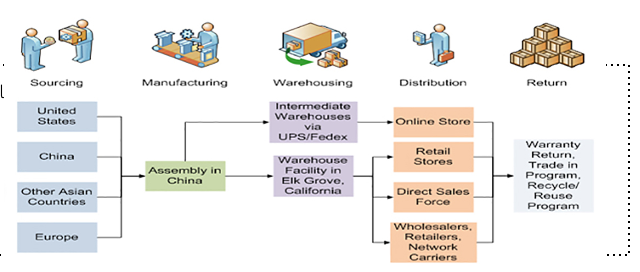 Sourcing
Manufacturing
Warehousing
Distribution
Return
United
States
China
Other Asian
Countries
Europe
Assembly in
China
Intermediate
Warehouses
via
UPS/Fedex
Warehouse
Facility in
Elk Grove,
California
Online Store
Retail
Stores
Direct Sales
Force
Wholesalers,
Retailers,
Network
Carriers
Warranty
Return,
Trade in
Program,
Recycle/
Reuse
Program